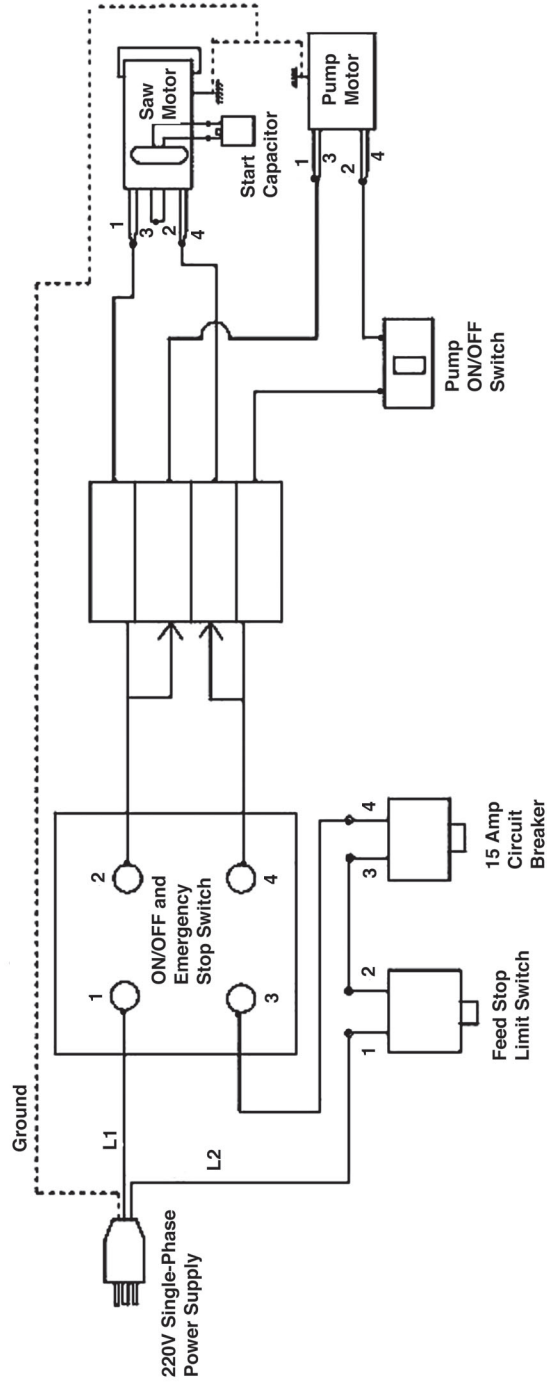 Ground
220V Single-Phase
Power Supply
L1
L2
1
2
3
4
ON/OFF and
Emergency
Stop Switch
1
2
Feed Stop
Limit Switch
3
4
15 Amp
Circuit
Breaker
1
3
2
4
Saw
Motor
Start
Capacitor
1
3
2
4
Pump
Motor
Pump
ON/OFF
Switch